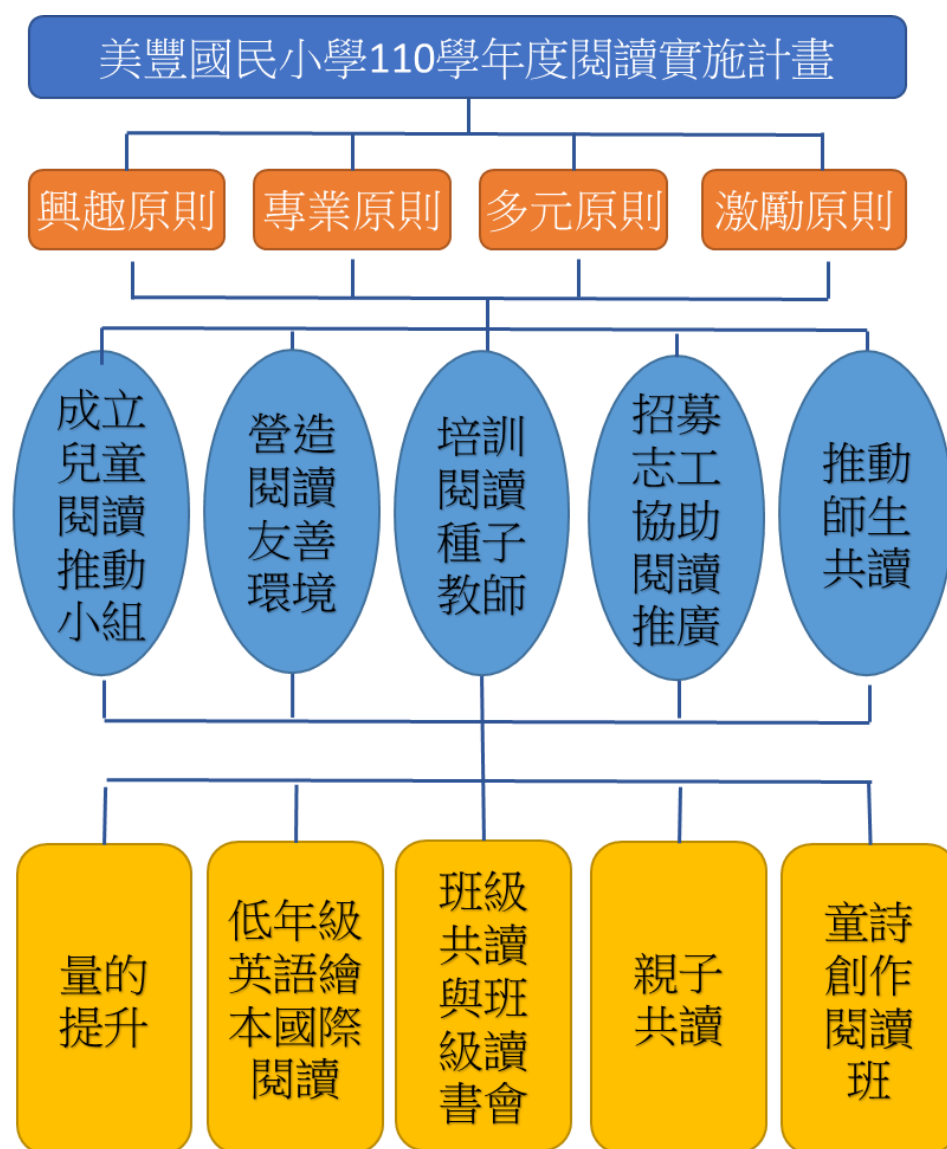 美豐國民小學110學年度閱讀實施計畫
興趣原則
專業原則
多元原則
激勵原則
成立
兒童
閱讀
推動
小組
營造
閱讀
友善
環境
培訓
閱讀
種子
教師
招募
志工
協助
閱讀
推廣
推動
師生
共讀
量的
提升
低年級
英語繪
本國際
閱讀
班級
共讀
與班
級讀
書會
親子
共讀
童詩
創作
閱讀
班